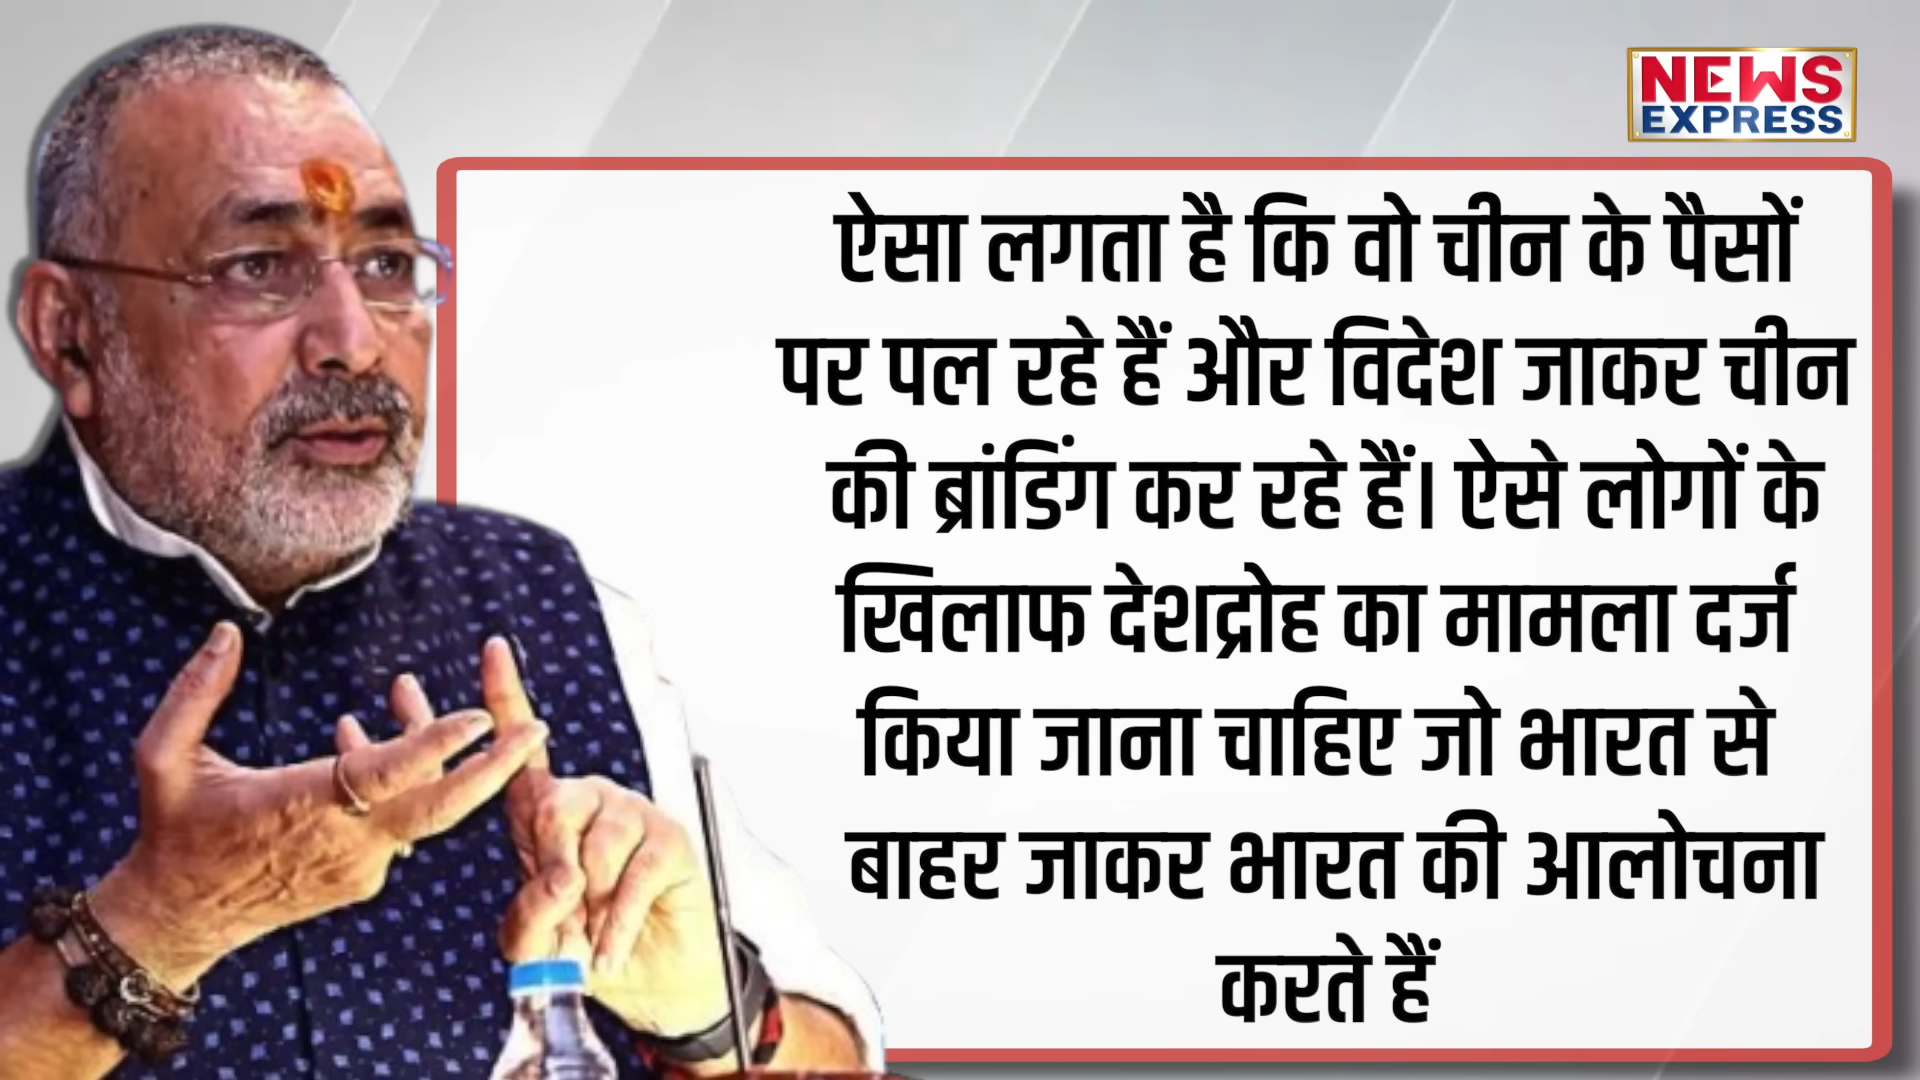 NEWS
EXPRESS
ऐसा लगता है कि वो चीन के पैसों
पर पल रहे हैं और विदेश जाकर चीन
की ब्रांडिंग कर रहे हैं। ऐसे लोगों के
खिलाफ देशद्रोह का मामला दर्ज
किया जाना चाहिए जो भारत से
बाहर जाकर भारत की आलोचना
करते हैं